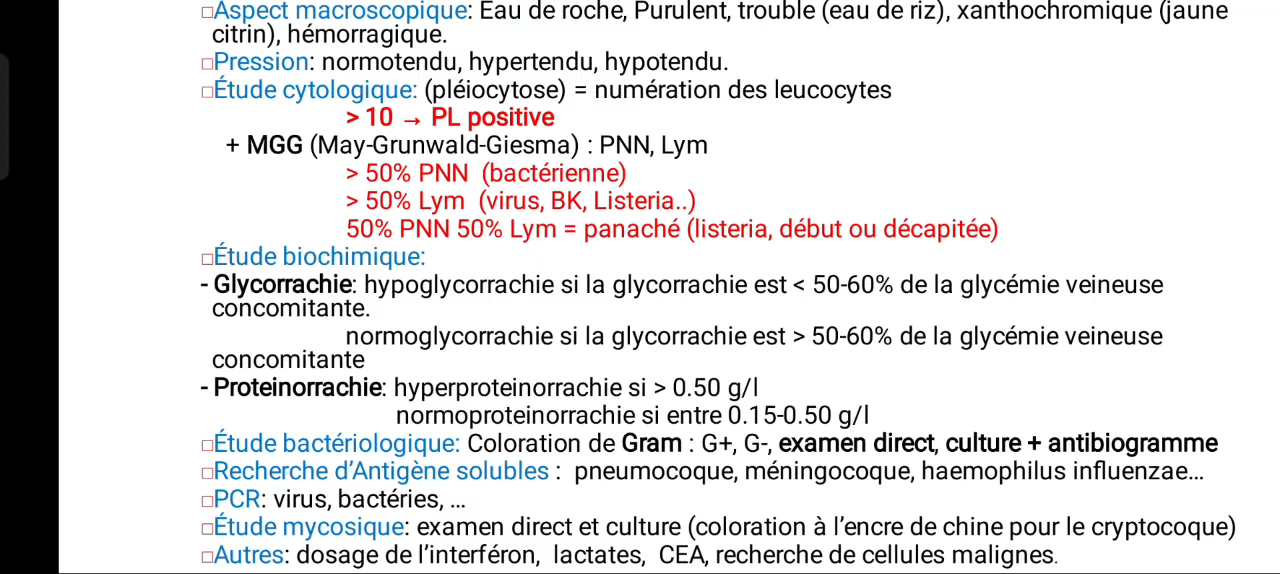 □Aspect macroscopique: Eau de roche, Purulent, trouble (eau de riz), xanthochromique (jaune
citrin), hémorragique.
□Pression: normotendu, hypertendu, hypotendu.
□Étude cytologique: (pléiocytose) = numération des leucocytes
> 10 → PL positive
+ MGG (May-Grunwald-Giesma) : PNN, Lym
> 50% PNN (bactérienne)
> 50% Lym (virus, BK, Listeria..)
50% PNN 50% Lym = panaché (listeria, début ou décapitée)
□Étude biochimique:
- Glycorrachie: hypoglycorrachie si la glycorrachie est < 50-60% de la glycémie veineuse
concomitante.
normoglycorrachie si la glycorrachie est > 50-60% de la glycémie veineuse
concomitante
- Proteinorrachie: hyperproteinorrachie si > 0.50 g/l
normoproteinorrachie si entre 0.15-0.50 g/l
□Étude bactériologique: Coloration de Gram : G+, G-, examen direct, culture + antibiogramme
□Recherche d’Antigène solubles : pneumocoque, méningocoque, haemophilus influenzae...
□PCR: virus, bactéries, ...
□Étude mycosique: examen direct et culture (coloration à l’encre de chine pour le cryptocoque)
□Autres: dosage de l’interféron, lactates, CEA, recherche de cellules malignes.